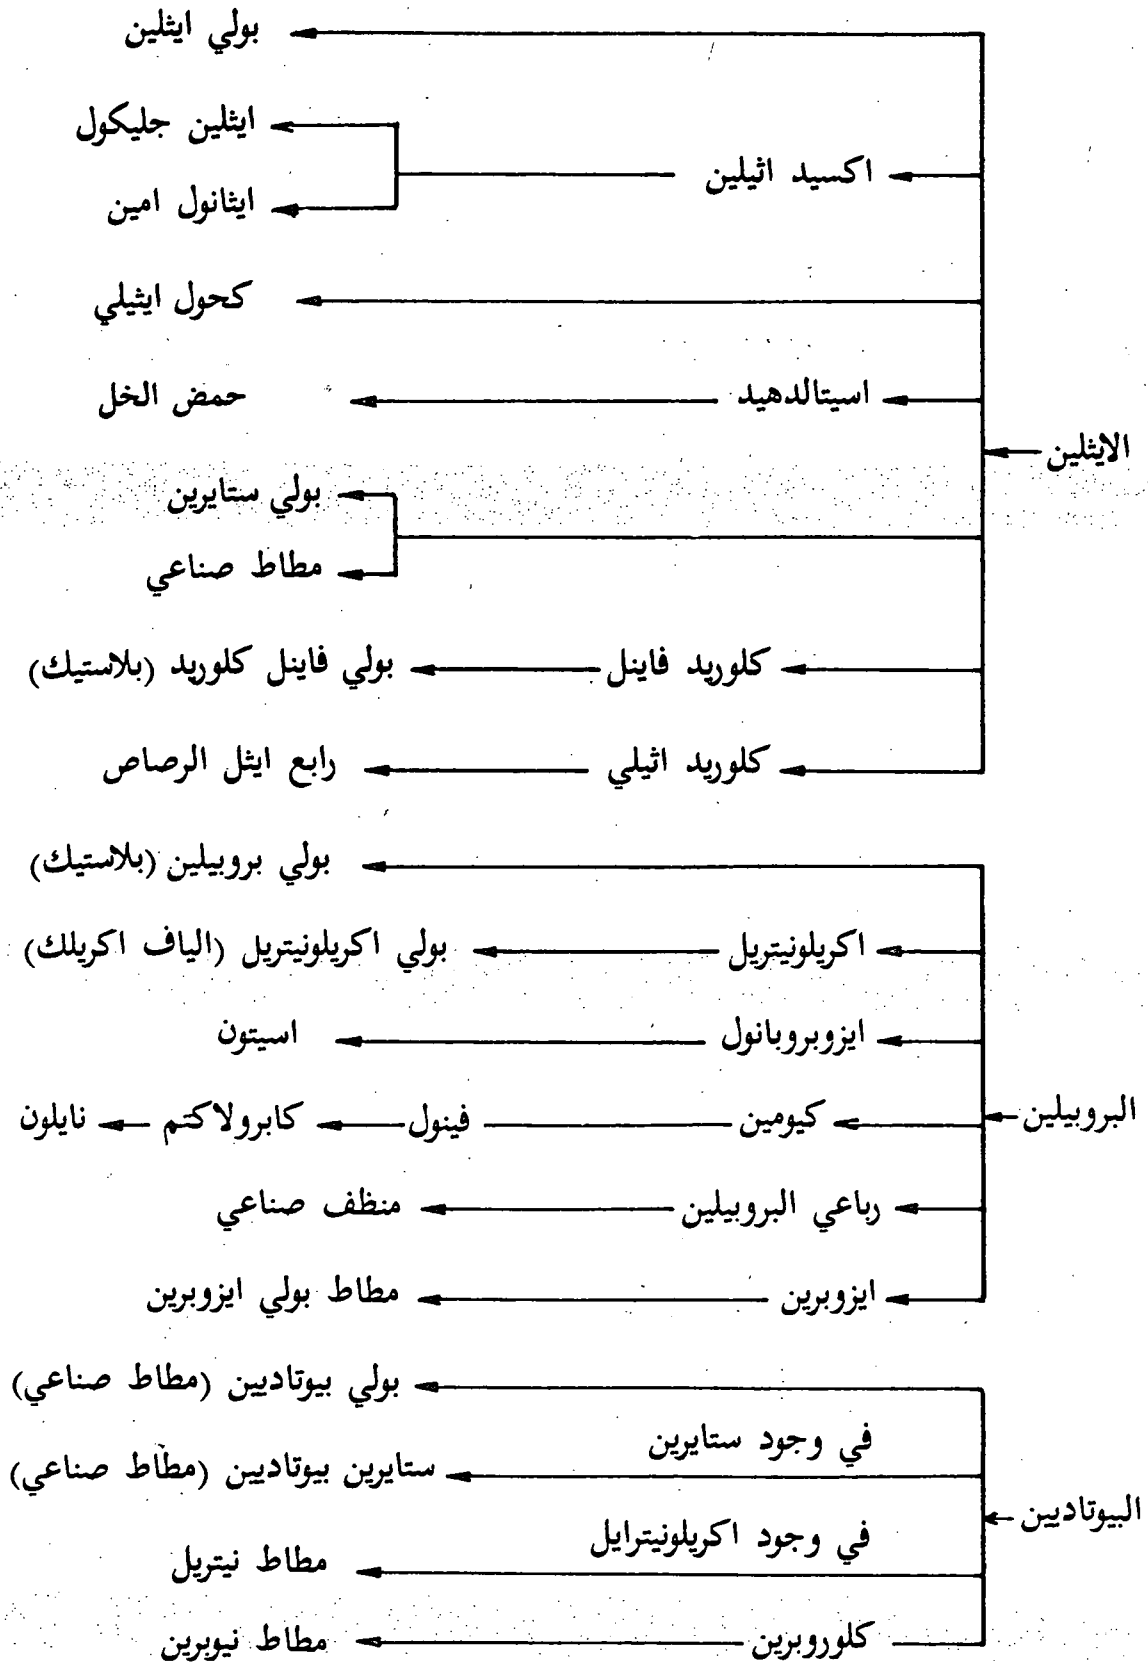 بولي ايثلين
ايثلين جليكول
اكسيد اثيلين
ايثانول امين
كحول ايثيلي
اسيتالدهيد حمض الخل
الايثلين
بولي ستايرين
مطاط صناعي
كلوريد فاينل بولي فاينل كلوريد (بلاستيك)
كلوريد اثيلي رابع ايثل الرصاص
بولي بروبيلين (بلاستيك)
اكريلونيتريل بولي اكريلونيتريل (الياف اكريلك)
ايزوبروبانول اسيتون
البروبيلين كيومين فينول كابرولاكتم نايلون
رباعي البروبيلين منظف صناعي
ايزوبرين مطاط بولي ايزوبرين
بولي بيوتاديين (مطاط صناعي)
في وجود ستايرين
ستايرين بيوتاديين (مطاط صناعي)
البيوتاديين
في وجود اكريلونيترايل
مطاط نيتريل
كلوروبرين مطاط نيوبرين